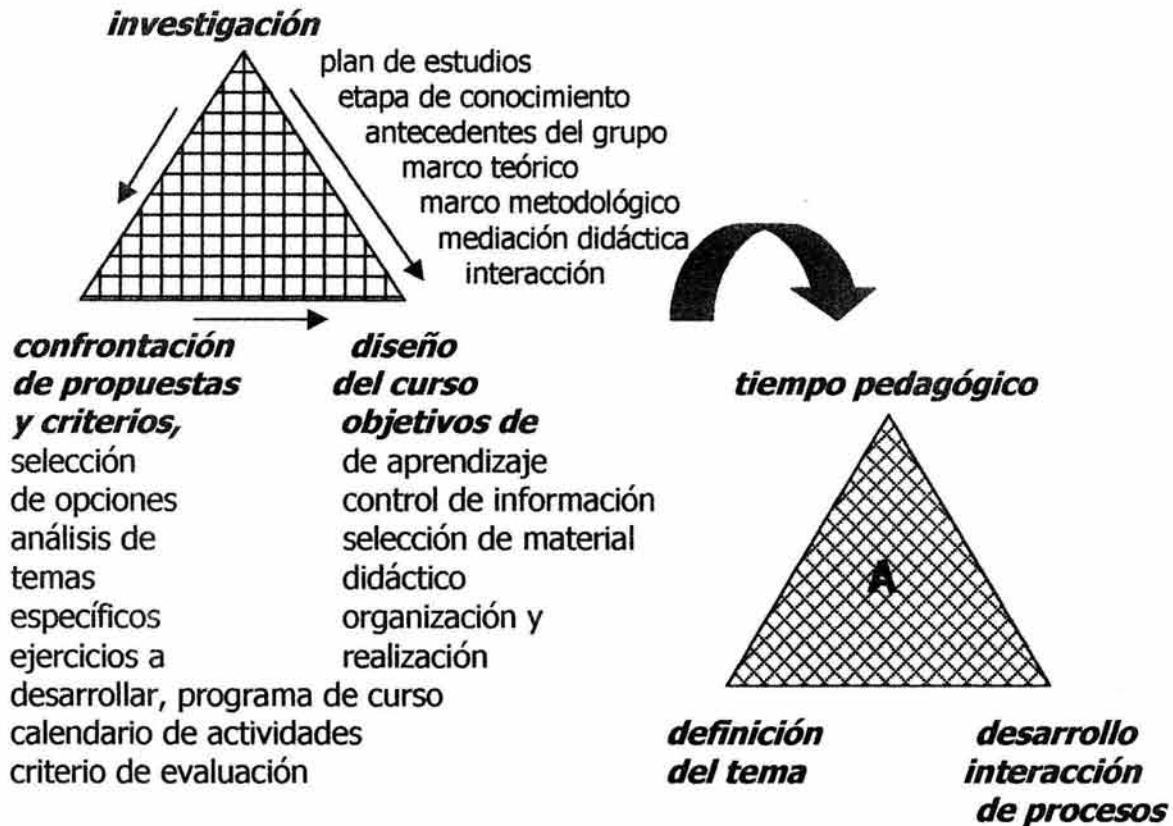 investigación
plan de estudios
etapa de conocimiento
antecedentes del grupo
marco teórico
marco metodológico
mediación didáctica
interacción
confrontación
de propuestas
y criterios,
selección
de opciones
análisis de
temas
específicos
ejercicios a
desarrollar, programa de curso
calendario de actividades
criterio de evaluación
diseño
del curso
objetivos de
de aprendizaje
control de información
selección de material
didáctico
organización y
realización
tiempo pedagógico
A
definición
del tema
desarrollo
interacción
de procesos